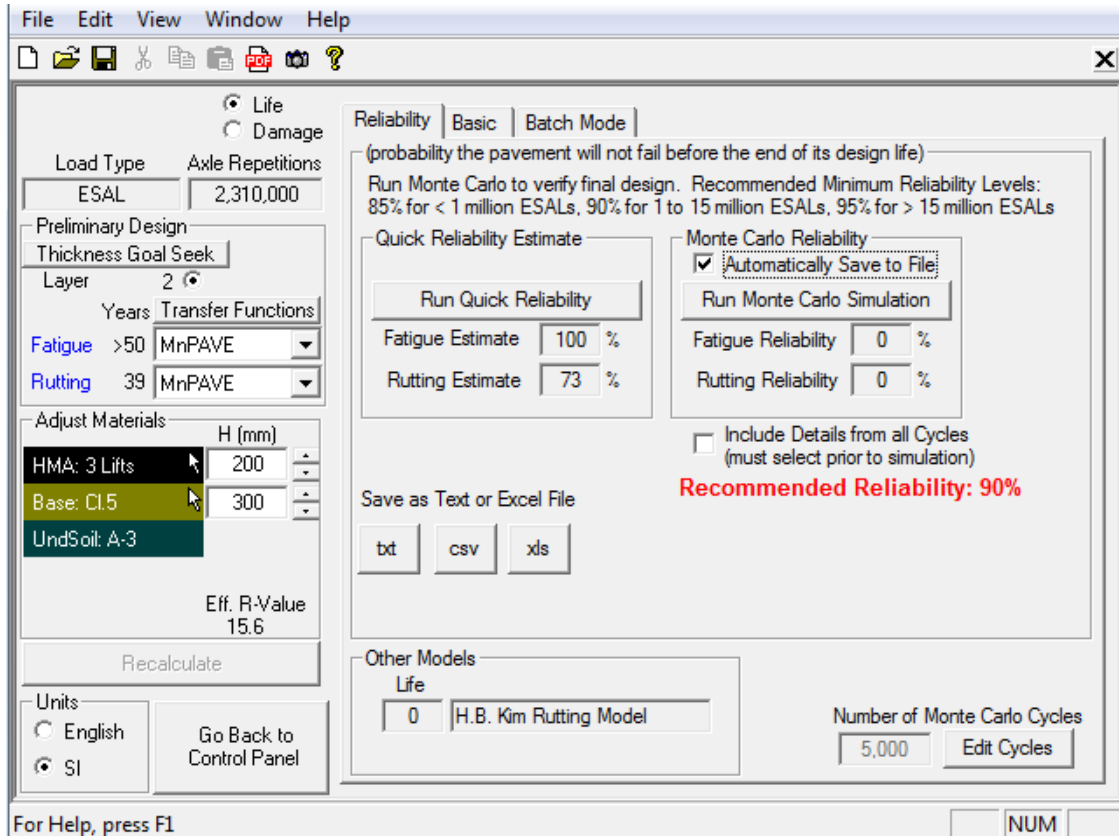 File Edit View Window Help
PDF
Life
Damage
Load Type Axle Repetitions
ESAL 2,310,000
Preliminary Design
Thickness Goal Seek
Layer 2
Years Transfer Functions
Fatigue >50 MnPAVE
Rutting 39 MnPAVE
Adjust Materials
H (mm)
HMA: 3 Lifts 200
Base: Cl.5 300
UndSoil: A-3
Eff. R-Value
15.6
Recalculate
Units
English
SI
Go Back to
Control Panel
Reliability Basic Batch Mode
(probability the pavement will not fail before the end of its design life)
Run Monte Carlo to verify final design. Recommended Minimum Reliability Levels:
85% for < 1 million ESALs, 90% for 1 to 15 million ESALs, 95% for > 15 million ESALs
Quick Reliability Estimate
Run Quick Reliability
Fatigue Estimate 100 %
Rutting Estimate 73 %
Monte Carlo Reliability
Automatically Save to File
Run Monte Carlo Simulation
Fatigue Reliability 0 %
Rutting Reliability 0 %
Include Details from all Cycles
(must select prior to simulation)
Recommended Reliability: 90%
Save as Text or Excel File
txt csv xls
Other Models
Life
0 H.B. Kim Rutting Model
Number of Monte Carlo Cycles
5,000 Edit Cycles
For Help, press F1
NUM